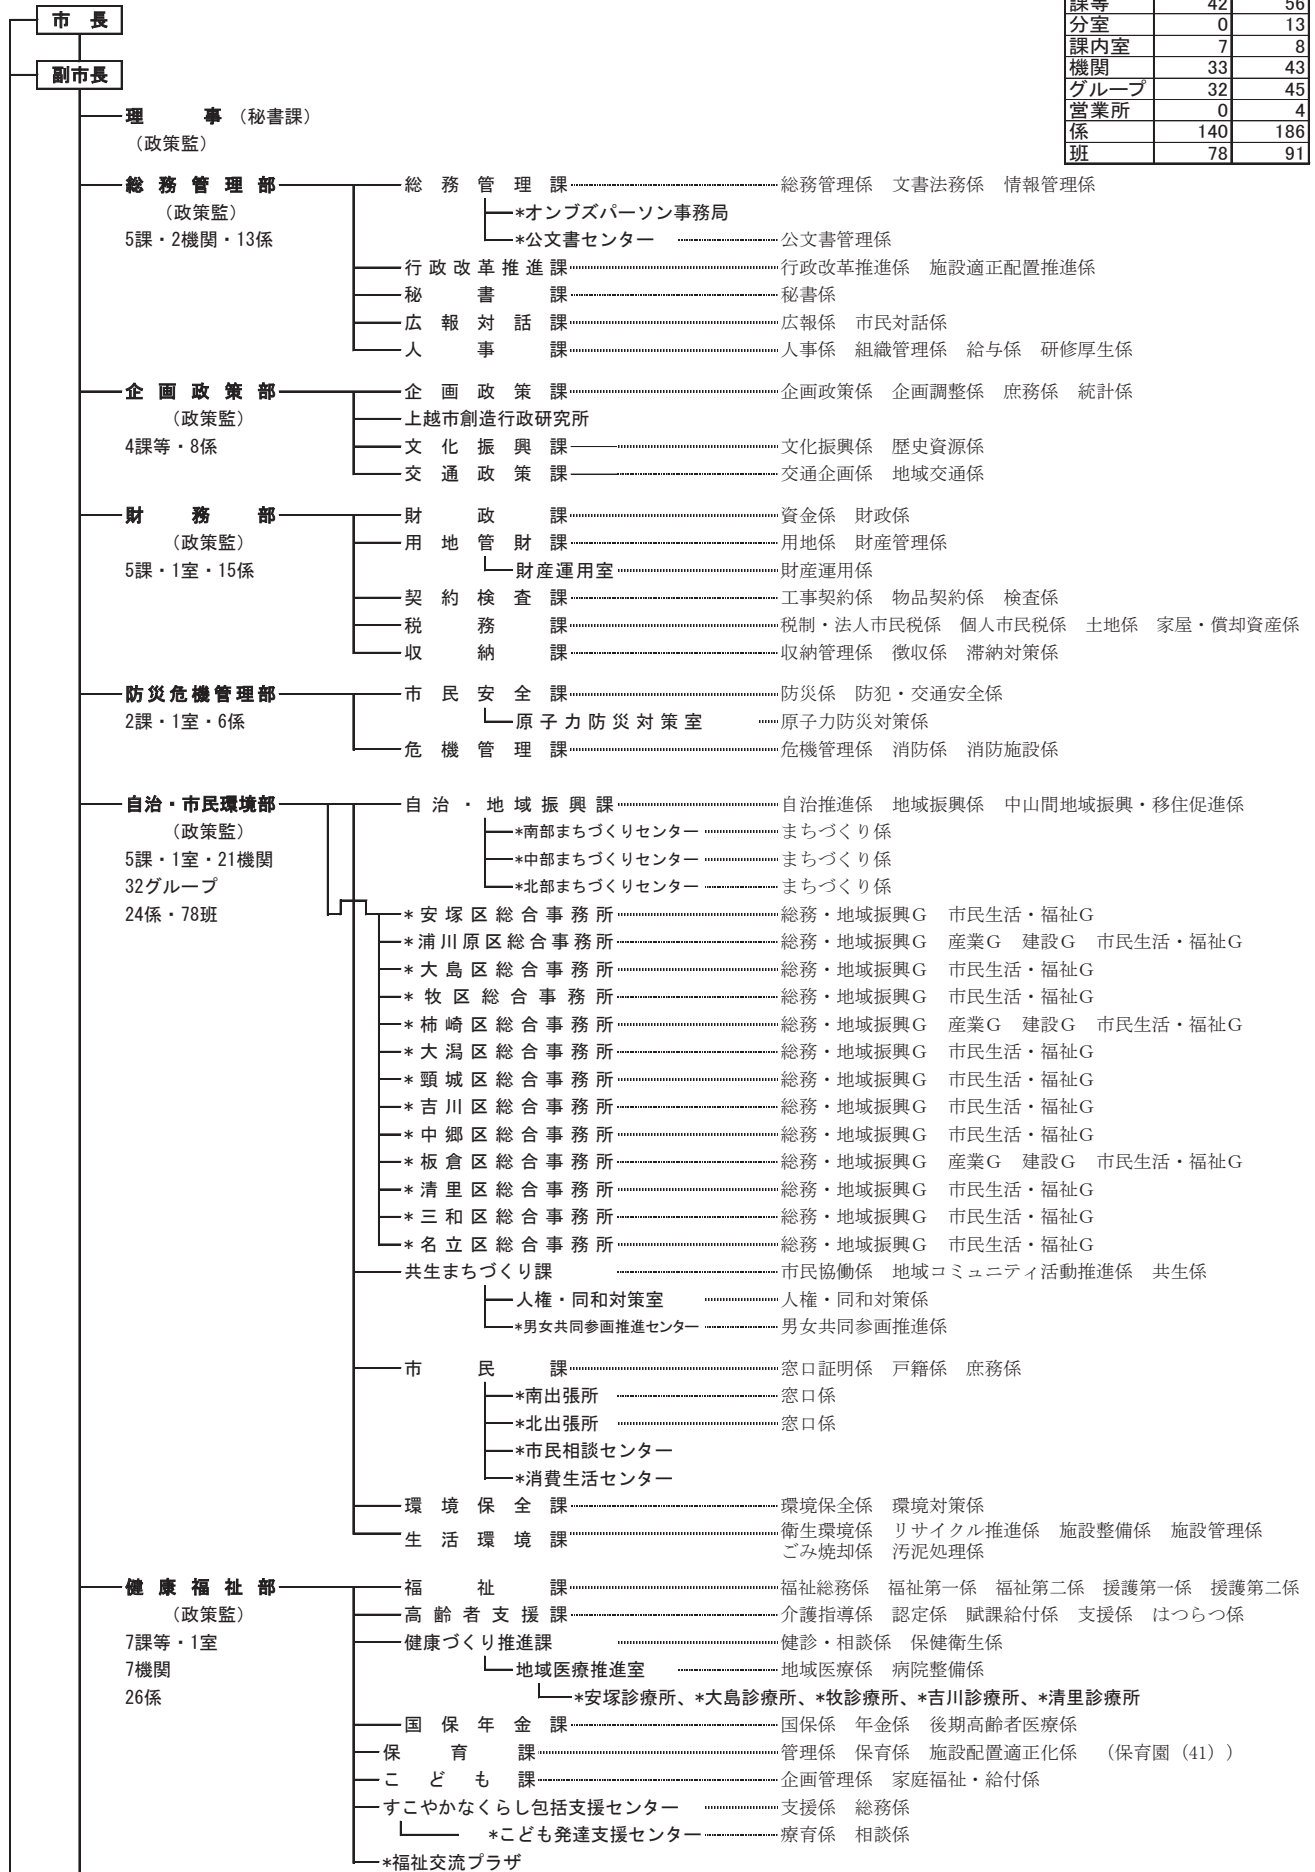 課等 42 56
市 長
分室 0 13
課内室 7 8
副市長
機関 33 43
グループ 32 45
営業所 0 4
理 事 （秘書課）
係 140 186
（政策監）
班 78 91
総務管理部 総務管理課 総務管理係 文書法務係 情報管理係
（政策監） *オンブズパーソン事務局
5課・2機関・13係 *公文書センター 公文書管理係
行政改革推進課 行政改革推進係 施設適正配置推進係
秘書課 秘書係
広報対話課 広報係 市民対話係
人事課 人事係 組織管理係 給与係 研修厚生係
企画政策部 企画政策課 企画政策係 企画調整係 庶務係 統計係
（政策監） 上越市創造行政研究所
4課等・8係 文化振興課 文化振興係 歴史資源係
交通政策課 交通企画係 地域交通係
財務部 財政課 資金係 財政係
（政策監） 用地管財課 用地係 財産管理係
5課・1室・15係 財産運用室 財産運用係
契約検査課 工事契約係 物品契約係 検査係
税務課 税制・法人市民税係 個人市民税係 土地係 家屋・償却資産係
収納課 収納管理係 徴収係 滞納対策係
防災危機管理部 市民安全課 防災係 防犯・交通安全係
2課・1室・6係 原子力防災対策室 原子力防災対策係
危機管理課 危機管理係 消防係 消防施設係
自治・市民環境部 自治・地域振興課 自治推進係 地域振興係 中山間地域振興・移住促進係
（政策監） *南部まちづくりセンター まちづくり係
5課・1室・21機関 *中部まちづくりセンター まちづくり係
32グループ *北部まちづくりセンター まちづくり係
24係・78班 *安塚区総合事務所 総務・地域振興G 市民生活・福祉G
*浦川原区総合事務所 総務・地域振興G 産業G 建設G 市民生活・福祉G
*大島区総合事務所 総務・地域振興G 市民生活・福祉G
*牧区総合事務所 総務・地域振興G 市民生活・福祉G
*柿崎区総合事務所 総務・地域振興G 産業G 建設G 市民生活・福祉G
*大潟区総合事務所 総務・地域振興G 市民生活・福祉G
*頸城区総合事務所 総務・地域振興G 市民生活・福祉G
*吉川区総合事務所 総務・地域振興G 市民生活・福祉G
*中郷区総合事務所 総務・地域振興G 市民生活・福祉G
*板倉区総合事務所 総務・地域振興G 産業G 建設G 市民生活・福祉G
*清里区総合事務所 総務・地域振興G 市民生活・福祉G
*三和区総合事務所 総務・地域振興G 市民生活・福祉G
*名立区総合事務所 総務・地域振興G 市民生活・福祉G
共生まちづくり課 市民協働係 地域コミュニティ活動推進係 共生係
人権・同和対策室 人権・同和対策係
*男女共同参画推進センター 男女共同参画推進係
市民課 窓口証明係 戸籍係 庶務係
*南出張所 窓口係
*北出張所 窓口係
*市民相談センター
*消費生活センター
環境保全課 環境保全係 環境対策係
生活環境課 衛生環境係 リサイクル推進係 施設整備係 施設管理係
ごみ焼却係 汚泥処理係
健康福祉部 福祉課 福祉総務係 福祉第一係 福祉第二係 援護第一係 援護第二係
（政策監） 高齢者支援課 介護指導係 認定係 賦課給付係 支援係 はつらつ係
7課等・1室 健康づくり推進課 健診・相談係 保健衛生係
7機関 地域医療推進室 地域医療係 病院整備係
26係 *安塚診療所、*大島診療所、*牧診療所、*吉川診療所、*清里診療所
国保年金課 国保係 年金係 後期高齢者医療係
保育課 管理係 保育係 施設配置適正化係 （保育園（41））
こども課 企画管理係 家庭福祉・給付係
すこやかなくらし包括支援センター 支援係 総務係
*こども発達支援センター 療育係 相談係
*福祉交流プラザ